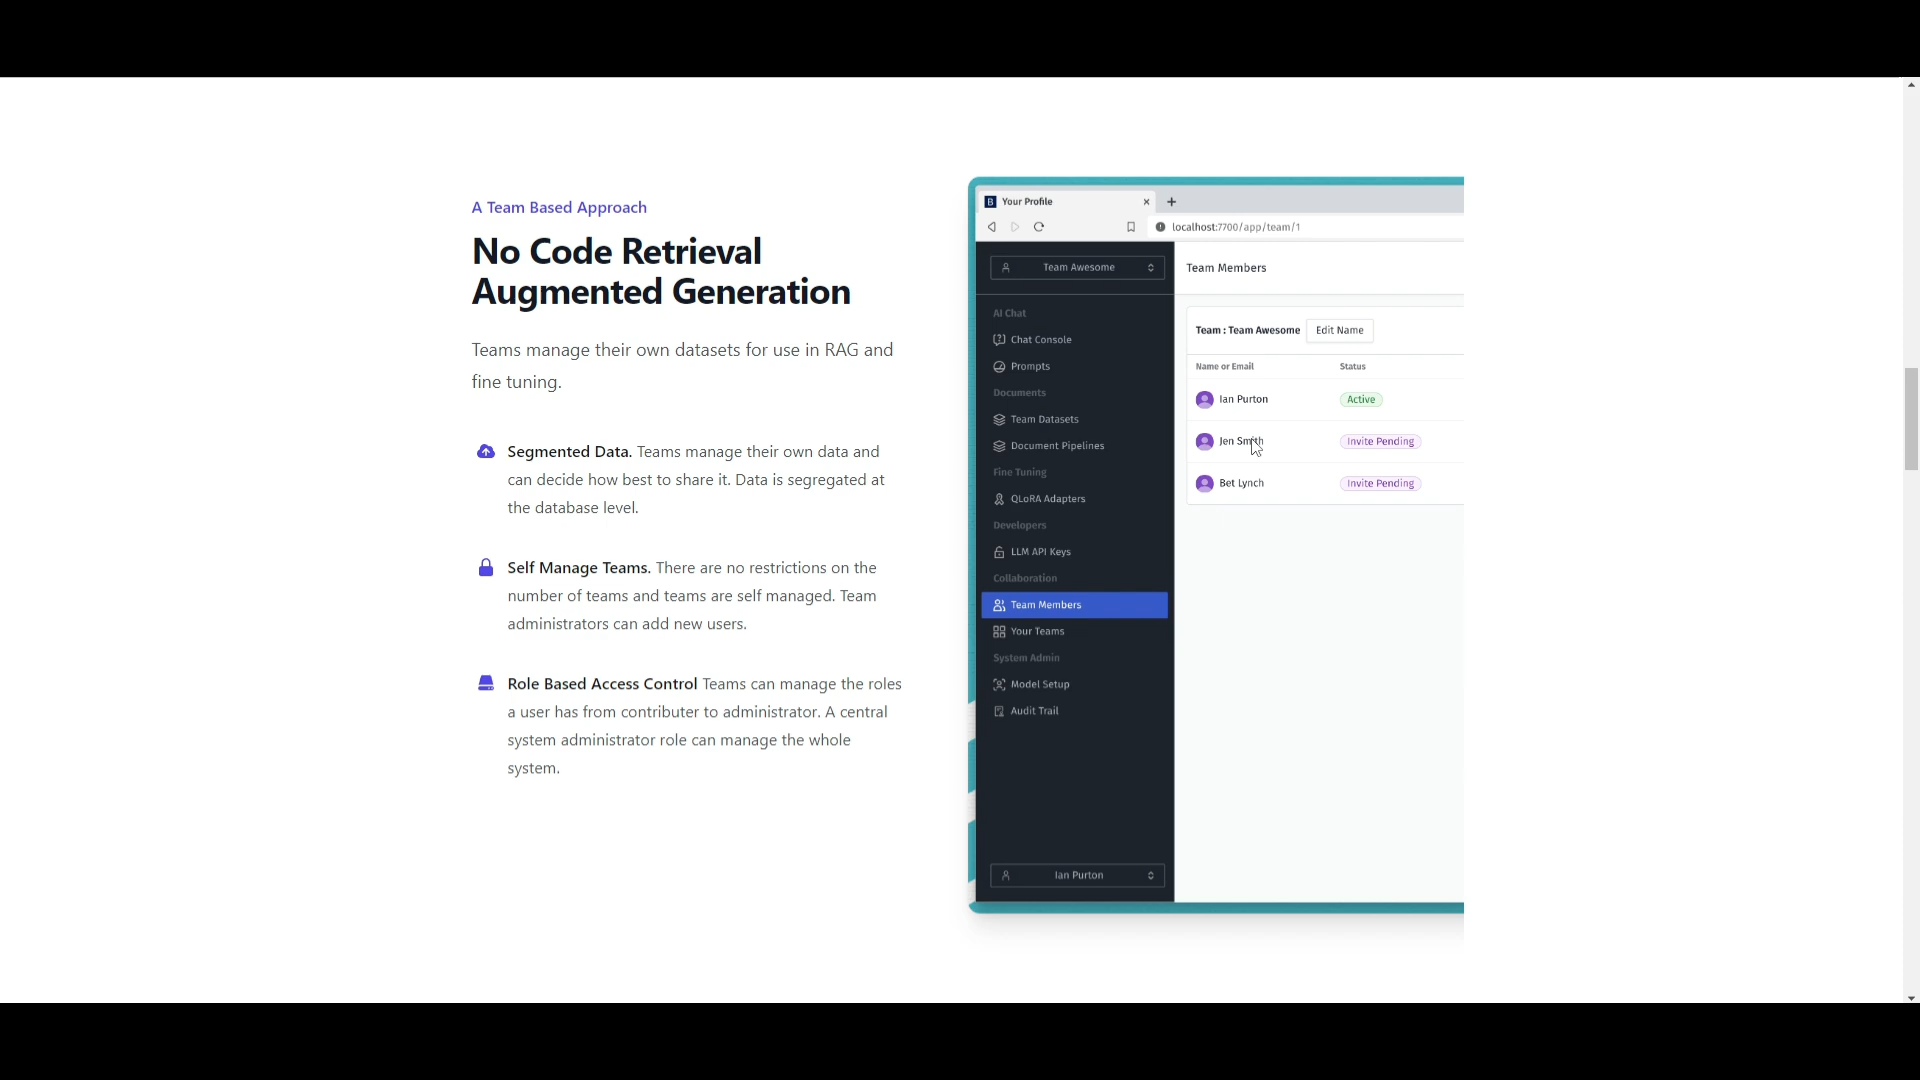 A Team Based Approach
No Code Retrieval
Augmented Generation
Teams manage their own datasets for use in RAG and
fine tuning.
Segmented Data. Teams manage their own data and
can decide how best to share it. Data is segregated at
the database level.
Self Manage Teams. There are no restrictions on the
number of teams and teams are self managed. Team
administrators can add new users.
Role Based Access Control Teams can manage the roles
a user has from contributer to administrator. A central
system administrator role can manage the whole
system.
B Your Profile
localhost:7700/app/team/1
Team Awesome
AI Chat
Chat Console
Prompts
Documents
Team Datasets
Document Pipelines
Fine Tuning
QLoRA Adapters
Developers
LLM API Keys
Collaboration
Team Members
Your Teams
System Admin
Model Setup
Audit Trail
Ian Purton
Team Members
Team : Team Awesome Edit Name
Name or Email Status
Ian Purton Active
Jen Smith Invite Pending
Bet Lynch Invite Pending